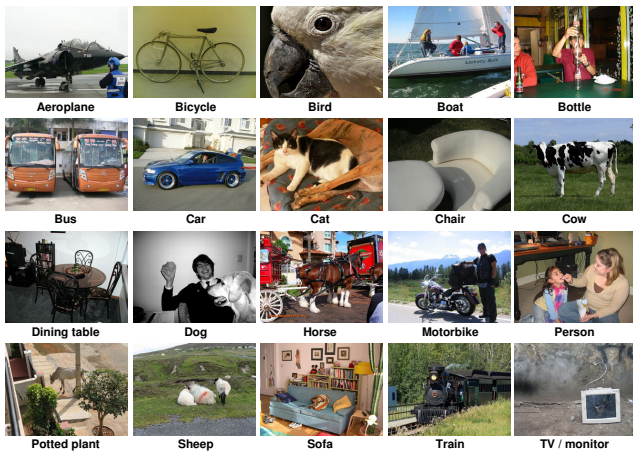 Aeroplane
Bicycle
Bird
Boat
Bottle
Bus
Car
Cat
Chair
Cow
Dining table
Dog
Horse
Motorbike
Person
Potted plant
Sheep
Sofa
Train
TV / monitor